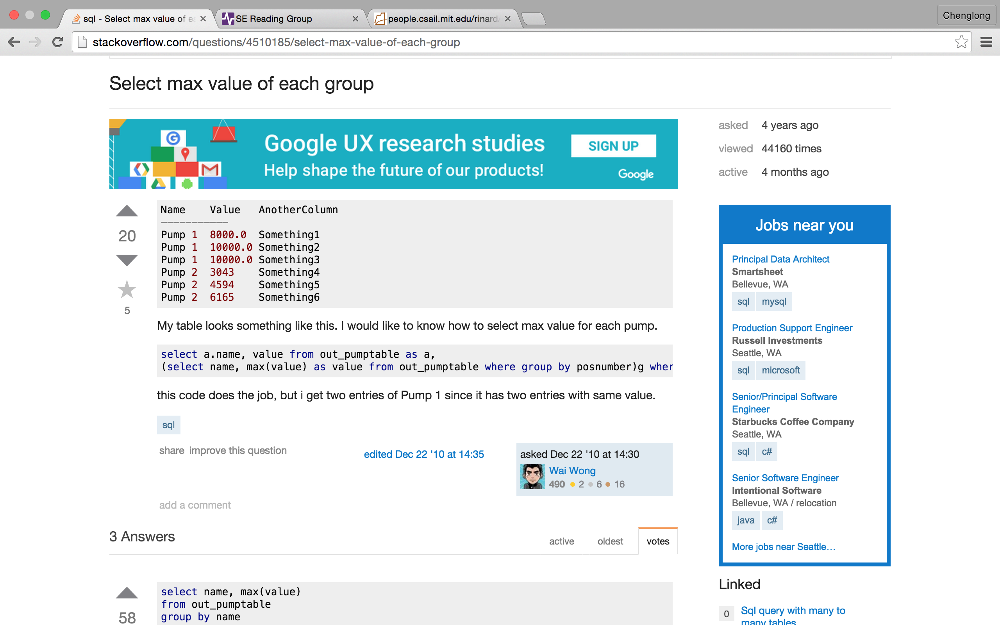 sql - Select max value of ea
SE Reading Group
people.csail.mit.edu/rinard/
Chenglong
stackoverflow.com/questions/4510185/select-max-value-of-each-group
Select max value of each group
Google UX research studies
Help shape the future of our products!
SIGN UP
Google
asked 4 years ago
viewed 44160 times
active 4 months ago
20
5
Name Value AnotherColumn
-----------
Pump 1 8000.0 Something1
Pump 1 10000.0 Something2
Pump 1 10000.0 Something3
Pump 2 3043 Something4
Pump 2 4594 Something5
Pump 2 6165 Something6
My table looks something like this. I would like to know how to select max value for each pump.
select a.name, value from out_pumptable as a,
(select name, max(value) as value from out_pumptable where group by posnumber)g wher
this code does the job, but i get two entries of Pump 1 since it has two entries with same value.
sql
share improve this question
edited Dec 22 '10 at 14:35
asked Dec 22 '10 at 14:30
Wai Wong
490 2 6 16
add a comment
3 Answers
active oldest votes
58
select name, max(value)
from out_pumptable
group by name
Jobs near you
Principal Data Architect
Smartsheet
Bellevue, WA
sql mysql
Production Support Engineer
Russell Investments
Seattle, WA
sql microsoft
Senior/Principal Software
Engineer
Starbucks Coffee Company
Seattle, WA
sql c#
Senior Software Engineer
Intentional Software
Bellevue, WA / relocation
java c#
More jobs near Seattle…
Linked
0 Sql query with many to
many tables